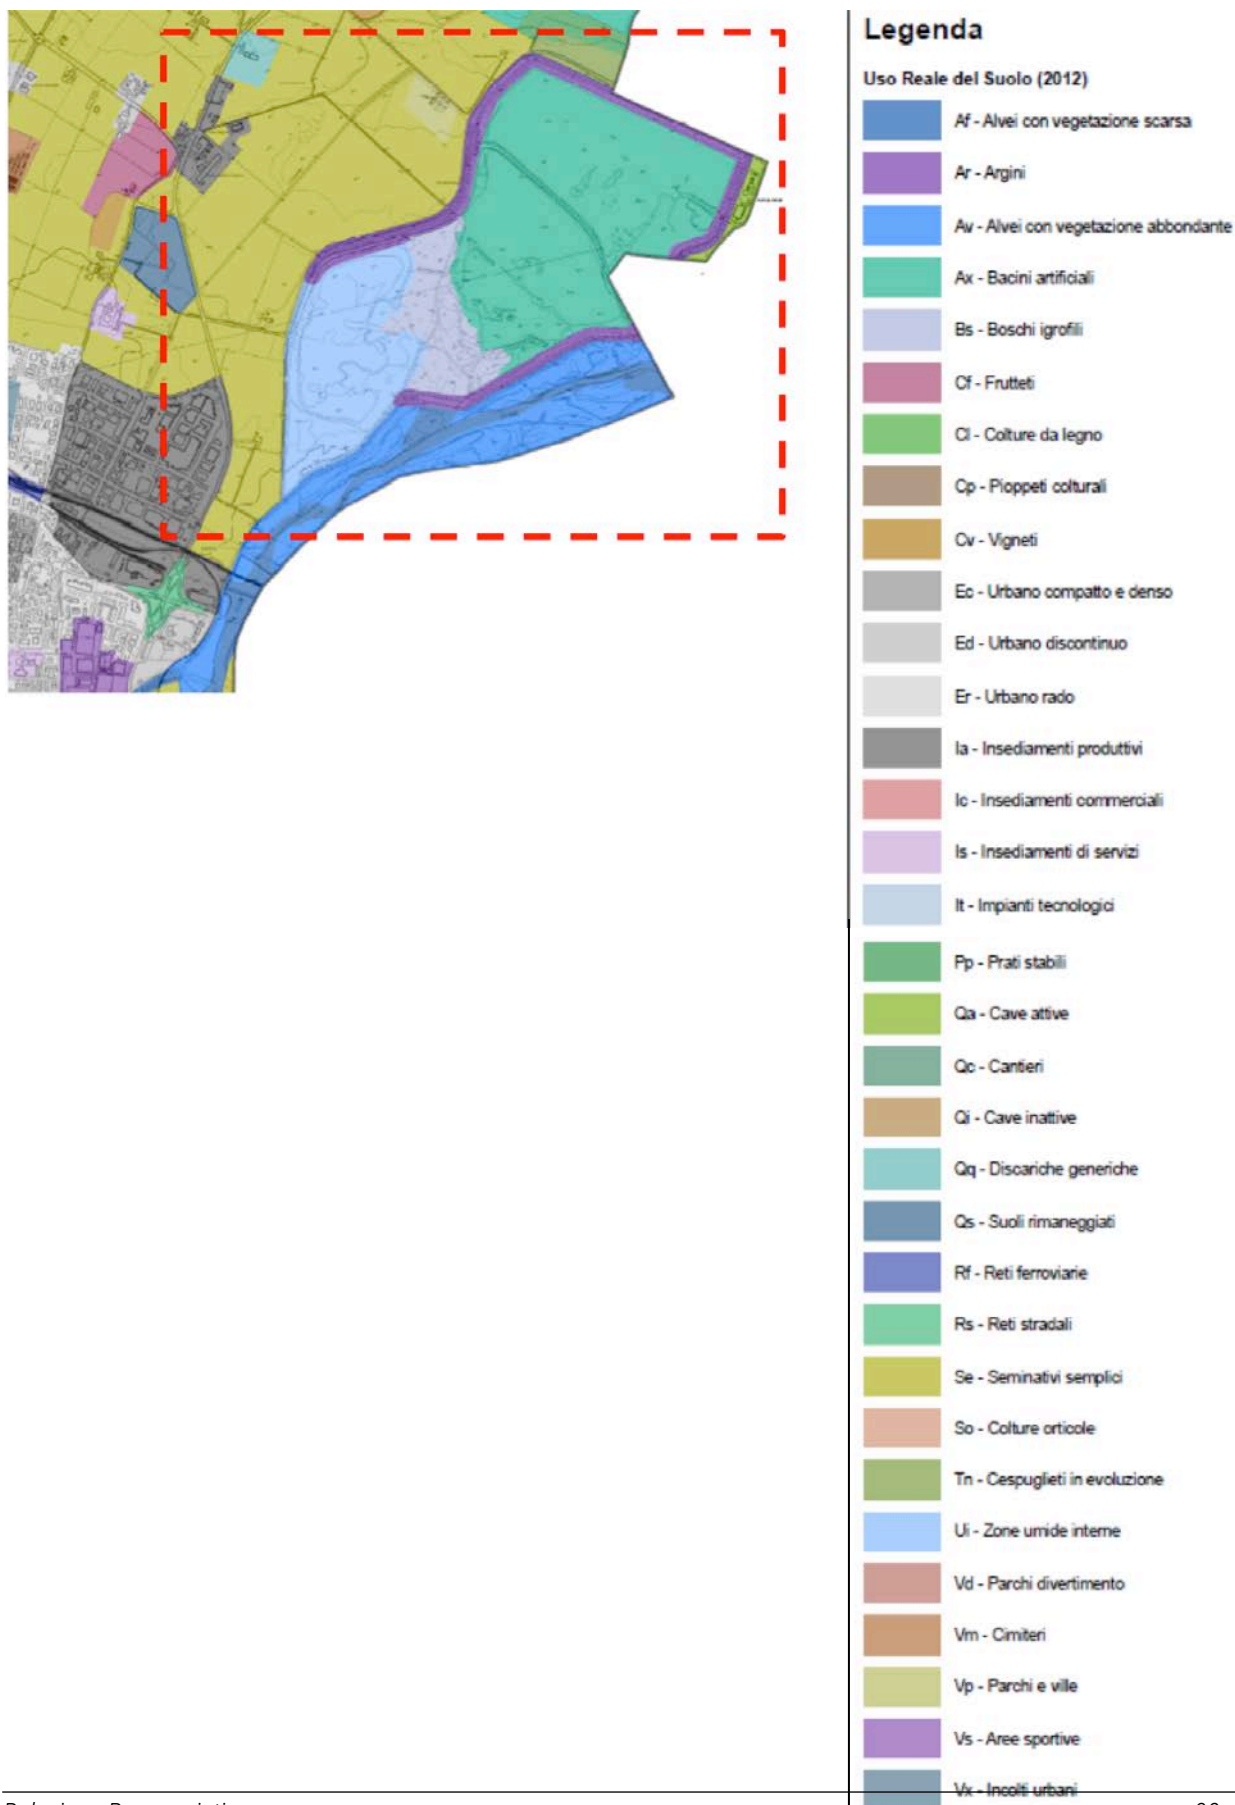 Legenda
Uso Reale del Suolo (2012)
Af - Alvei con vegetazione scarsa
Ar - Argini
Av - Alvei con vegetazione abbondante
Ax - Bacini artificiali
Bs - Boschi igrofili
Cf - Frutteti
Cl - Colture da legno
Cp - Pioppeti colturali
Cv - Vigneti
Ec - Urbano compatto e denso
Ed - Urbano discontinuo
Er - Urbano rado
Ia - Insediamenti produttivi
Ic - Insediamenti commerciali
Is - Insediamenti di servizi
It - Impianti tecnologici
Pp - Prati stabili
Qa - Cave attive
Qc - Cantieri
Qi - Cave inattive
Qq - Discariche generiche
Qs - Suoli rimaneggiati
Rf - Reti ferroviarie
Rs - Reti stradali
Se - Seminativi semplici
So - Colture orticole
Tn - Cespuglieti in evoluzione
Ui - Zone umide interne
Vd - Parchi divertimento
Vm - Cimiteri
Vp - Parchi e ville
Vs - Aree sportive
Vx - Incolti urbani